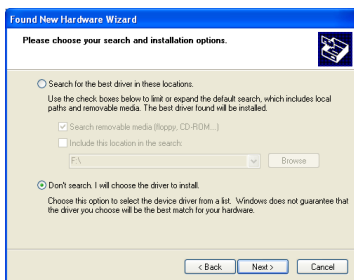 Found New Hardware Wizard
Please choose your search and installation options.
Search for the best driver in these locations.
Use the check boxes below to limit or expand the default search, which includes local
paths and removable media. The best driver found will be installed.
Search removable media (floppy, CD-ROM...)
Include this location in the search:
F:\
Browse
Don't search. I will choose the driver to install.
Choose this option to select the device driver from a list. Windows does not guarantee that
the driver you choose will be the best match for your hardware.
< Back
Next >
Cancel